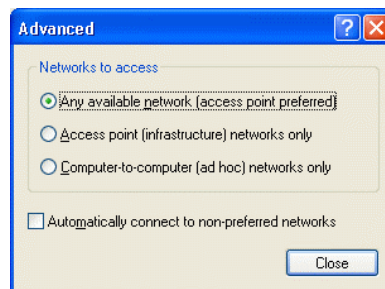 Advanced
?
Networks to access
Any available network (access point preferred)
Access point (infrastructure) networks only
Computer-to-computer (ad hoc) networks only
Automatically connect to non-preferred networks
Close